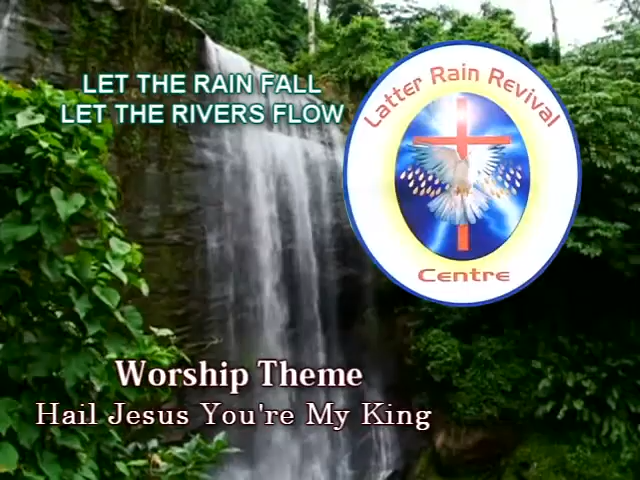 LET THE RAIN FALL
LET THE RIVERS FLOW
Latter Rain Revival
Centre
Worship Theme
Hail Jesus You're My King